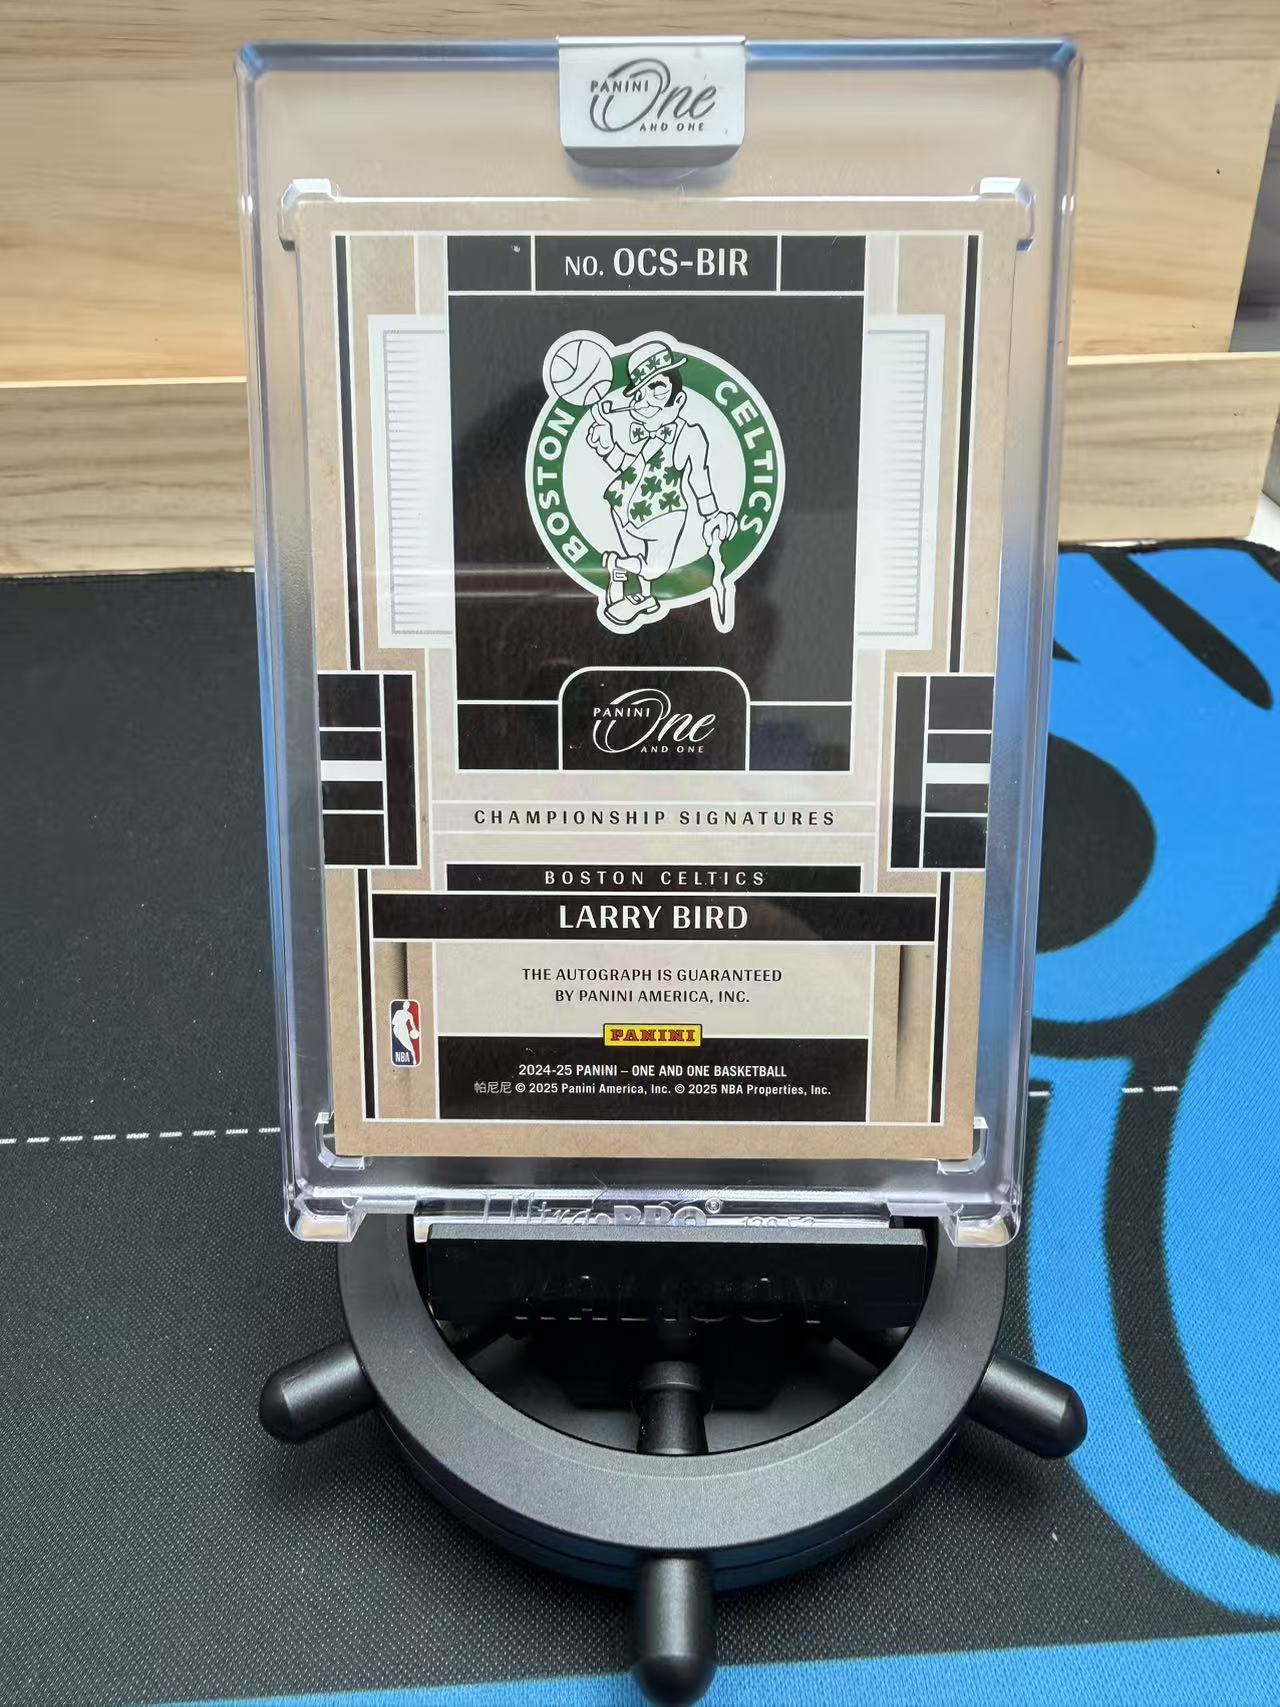 PANINI
One
AND ONE
NO. OCS-BIR
BOSTON CELTICS
PANINI
One
AND ONE
CHAMPIONSHIP SIGNATURES
BOSTON CELTICS
LARRY BIRD
THE AUTOGRAPH IS GUARANTEED
BY PANINI AMERICA, INC.
NBA
PANINI
2024-25 PANINI – ONE AND ONE BASKETBALL
帕尼尼 © 2025 Panini America, Inc. © 2025 NBA Properties, Inc.
Ultra·PRO®